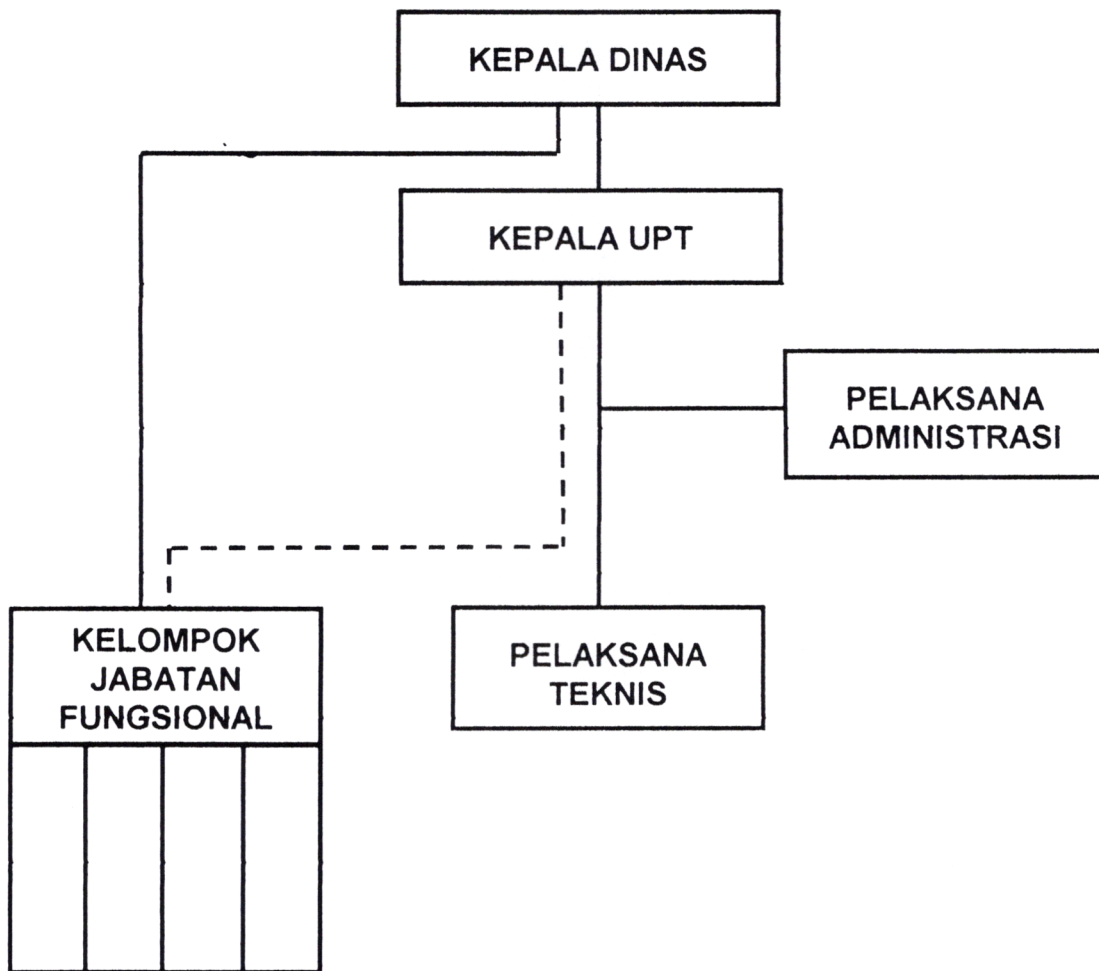 KEPALA DINAS
KEPALA UPT
PELAKSANA
ADMINISTRASI
KELOMPOK
JABATAN
FUNGSIONAL
PELAKSANA
TEKNIS